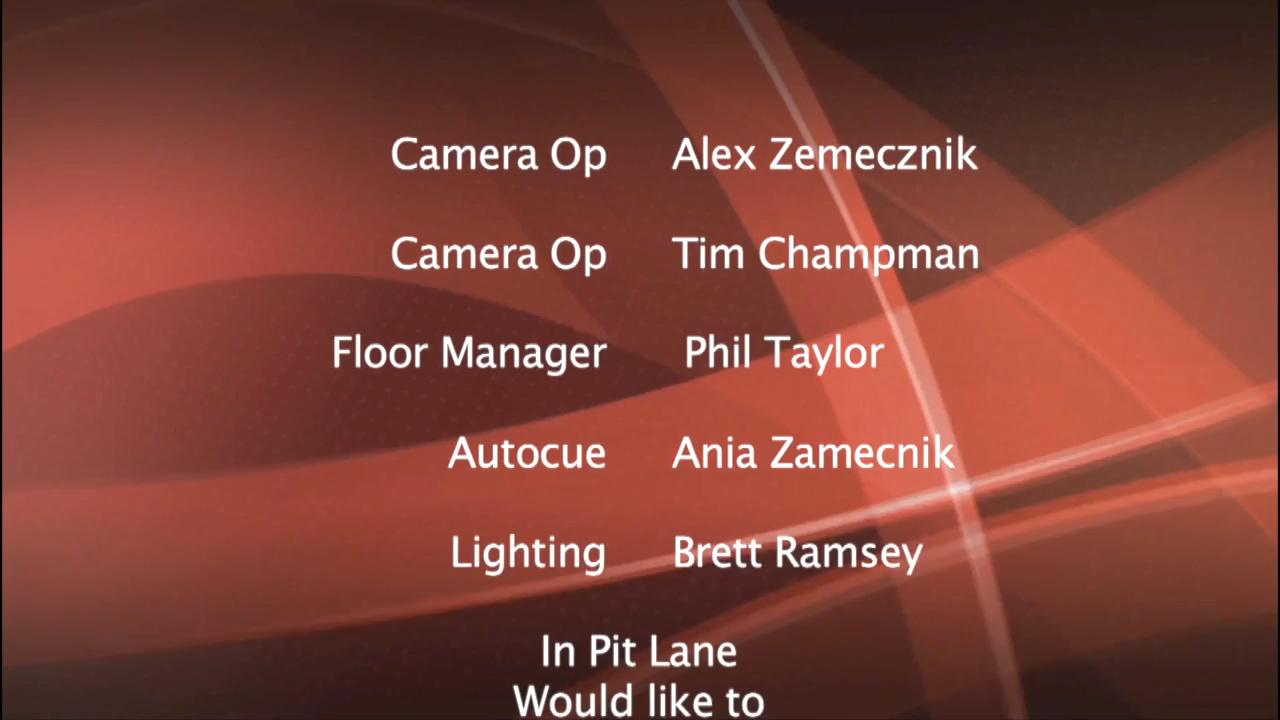 Camera Op Alex Zemecznik
Camera Op Tim Champman
Floor Manager Phil Taylor
Autocue Ania Zamecnik
Lighting Brett Ramsey
In Pit Lane
Would like to